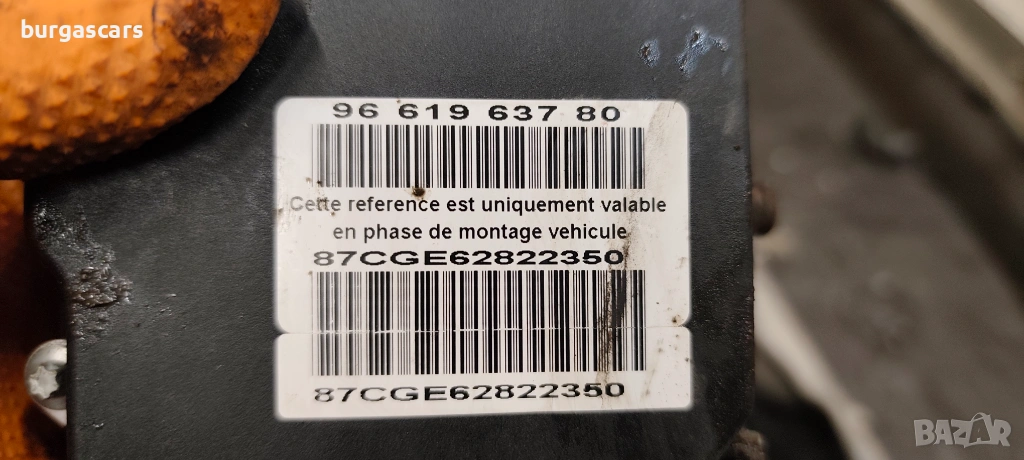 burgascars
96 619 637 80
Cette reference est uniquement valable
en phase de montage vehicule
87CGE62822350
87CGE62822350
BAZAR